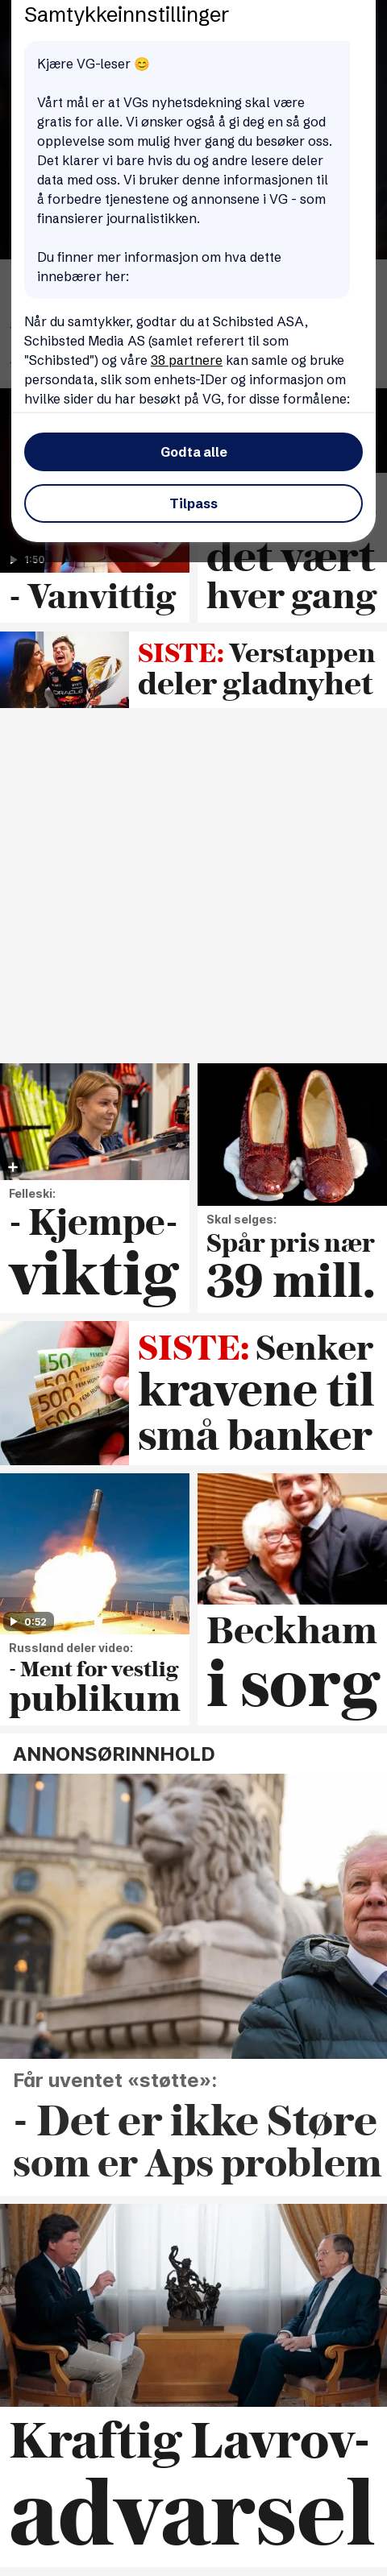 Samtykkeinnstillinger
Kjære VG-leser 😊
Vårt mål er at VGs nyhetsdekning skal være
gratis for alle. Vi ønsker også å gi deg en så god
opplevelse som mulig hver gang du besøker oss.
Det klarer vi bare hvis du og andre lesere deler
data med oss. Vi bruker denne informasjonen til
å forbedre tjenestene og annonsene i VG - som
finansierer journalistikken.
Du finner mer informasjon om hva dette
innebærer her:
Når du samtykker, godtar du at Schibsted ASA,
Schibsted Media AS (samlet referert til som
"Schibsted") og våre 38 partnere kan samle og bruke
persondata, slik som enhets-IDer og informasjon om
hvilke sider du har besøkt på VG, for disse formålene:
Godta alle
Tilpass
1:50
- Vanvittig
det vært
hver gang
SISTE: Verstappen
deler gladnyhet
Felleski:
- Kjempe-
viktig
Skal selges:
Spår pris nær
39 mill.
SISTE: Senker
kravene til
små banker
0:52
Russland deler video:
- Ment for vestlig
publikum
Beckham
i sorg
ANNONSØRINNHOLD
Får uventet «støtte»:
- Det er ikke Støre
som er Aps problem
Kraftig Lavrov-
advarsel